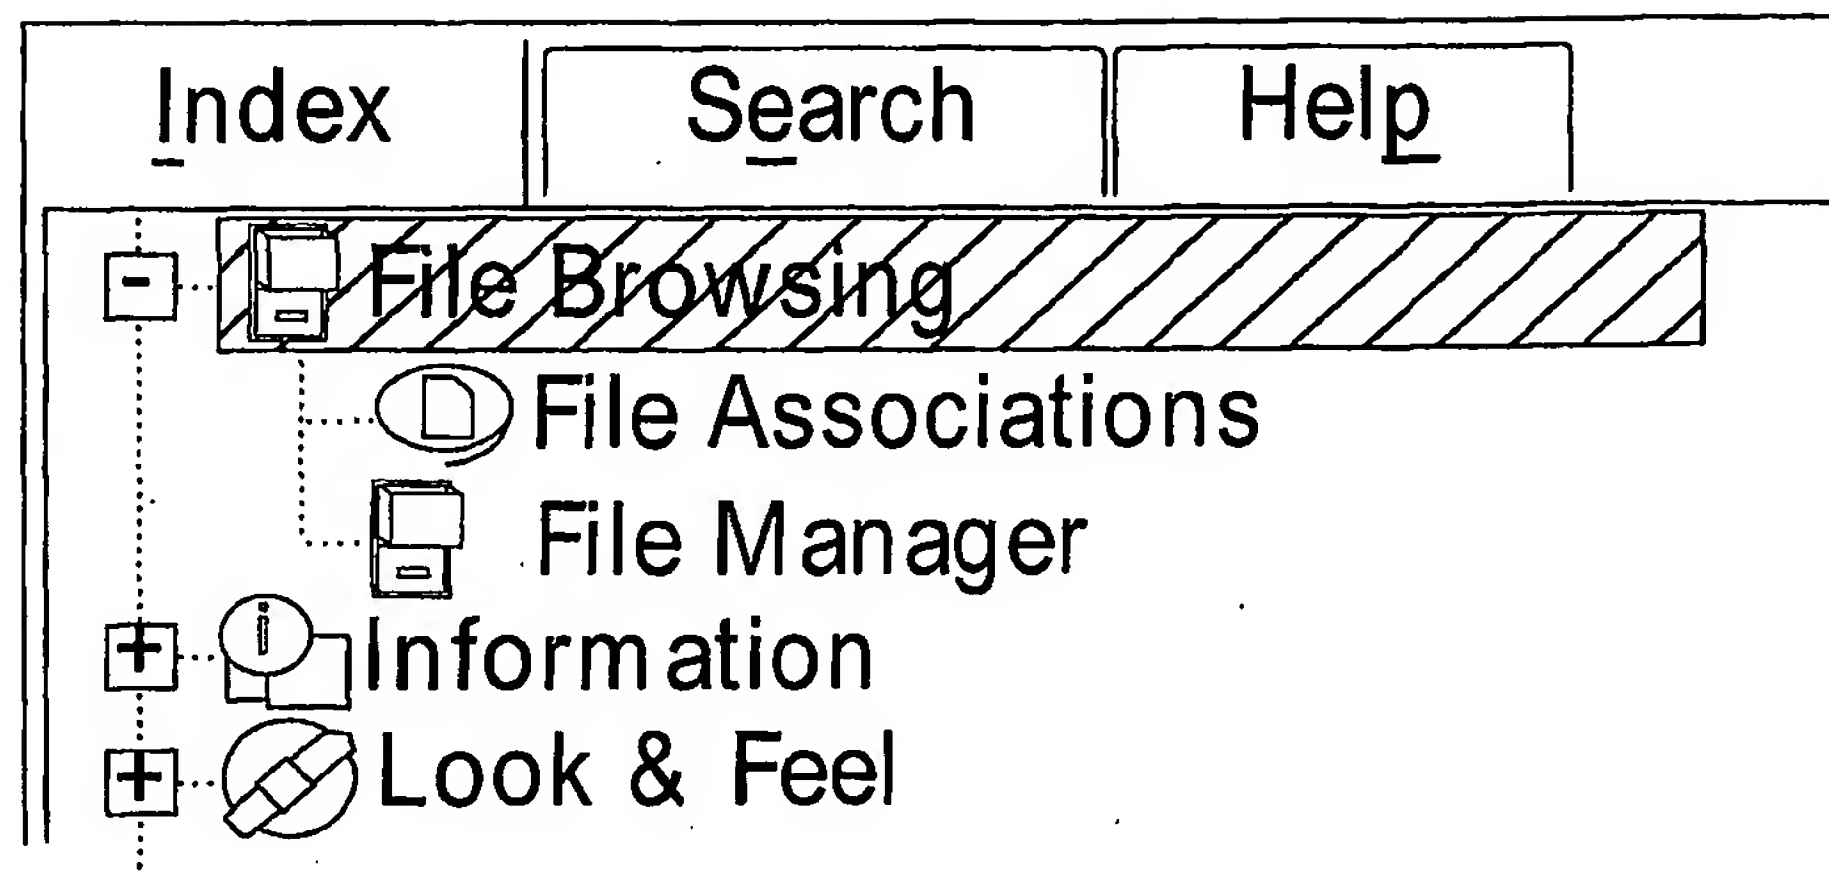 Index Search Help
- File Browsing
File Associations
File Manager
+ i Information
+ Look & Feel